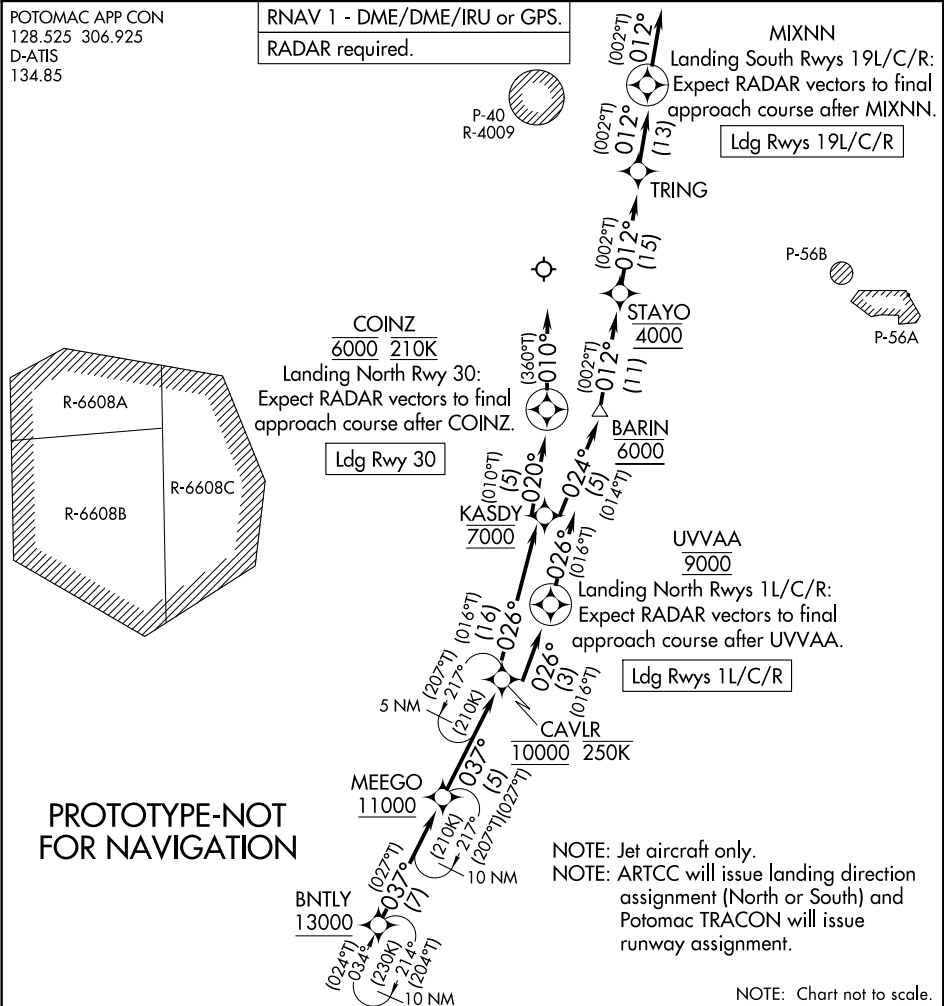 POTOMAC APP CON
128.525 306.925
D-ATIS
134.85
RNAV 1 - DME/DME/IRU or GPS.
RADAR required.
P-40
R-4009
(002°T)
012°
MIXNN
Landing South Rwys 19L/C/R:
Expect RADAR vectors to final
approach course after MIXNN.
Ldg Rwys 19L/C/R
(002°T)
012°
(13)
TRING
(002°T)
012°
(15)
P-56B
P-56A
STAYO
4000
COINZ
6000 210K
Landing North Rwy 30:
Expect RADAR vectors to final
approach course after COINZ.
Ldg Rwy 30
(360°T)
010°
(002°T)
012°
(11)
BARIN
6000
R-6608A
R-6608B
R-6608C
(010°T)
(5)
020°
024°
(5)
(014°T)
KASDY
7000
026°
(016°T)
UVVAA
9000
Landing North Rwys 1L/C/R:
Expect RADAR vectors to final
approach course after UVVAA.
Ldg Rwys 1L/C/R
(016°T)
(16)
026°
026°
(3)
(016°T)
(207°T)
217°
(210K)
5 NM
CAVLR
10000 250K
MEEGO
11000
037°
(5)
(027°T)
(210K)
217°
(207°T)
10 NM
PROTOTYPE-NOT
FOR NAVIGATION
(027°T)
037°
(7)
BNTLY
13000
(024°T)
034°
(230K)
214°
(204°T)
10 NM
NOTE: Jet aircraft only.
NOTE: ARTCC will issue landing direction
assignment (North or South) and
Potomac TRACON will issue
runway assignment.
NOTE: Chart not to scale.